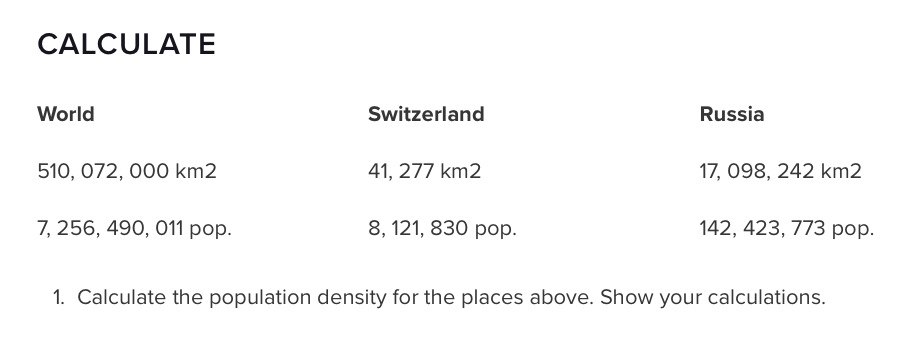 CALCULATE
World Switzerland Russia
510, 072, 000 km2 41, 277 km2 17, 098, 242 km2
7, 256, 490, 011 pop. 8, 121, 830 pop. 142, 423, 773 pop.
1. Calculate the population density for the places above. Show your calculations.